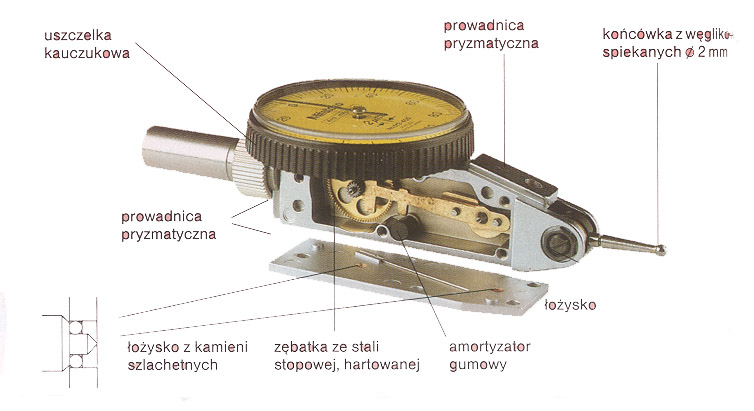 uszczelka
kauczukowa
prowadnica
pryzmatyczna
końcówka z węglików
spiekanych ø 2 mm
prowadnica
pryzmatyczna
łożysko
łożysko z kamieni
szlachetnych
zębatka ze stali
stopowej, hartowanej
amortyzator
gumowy